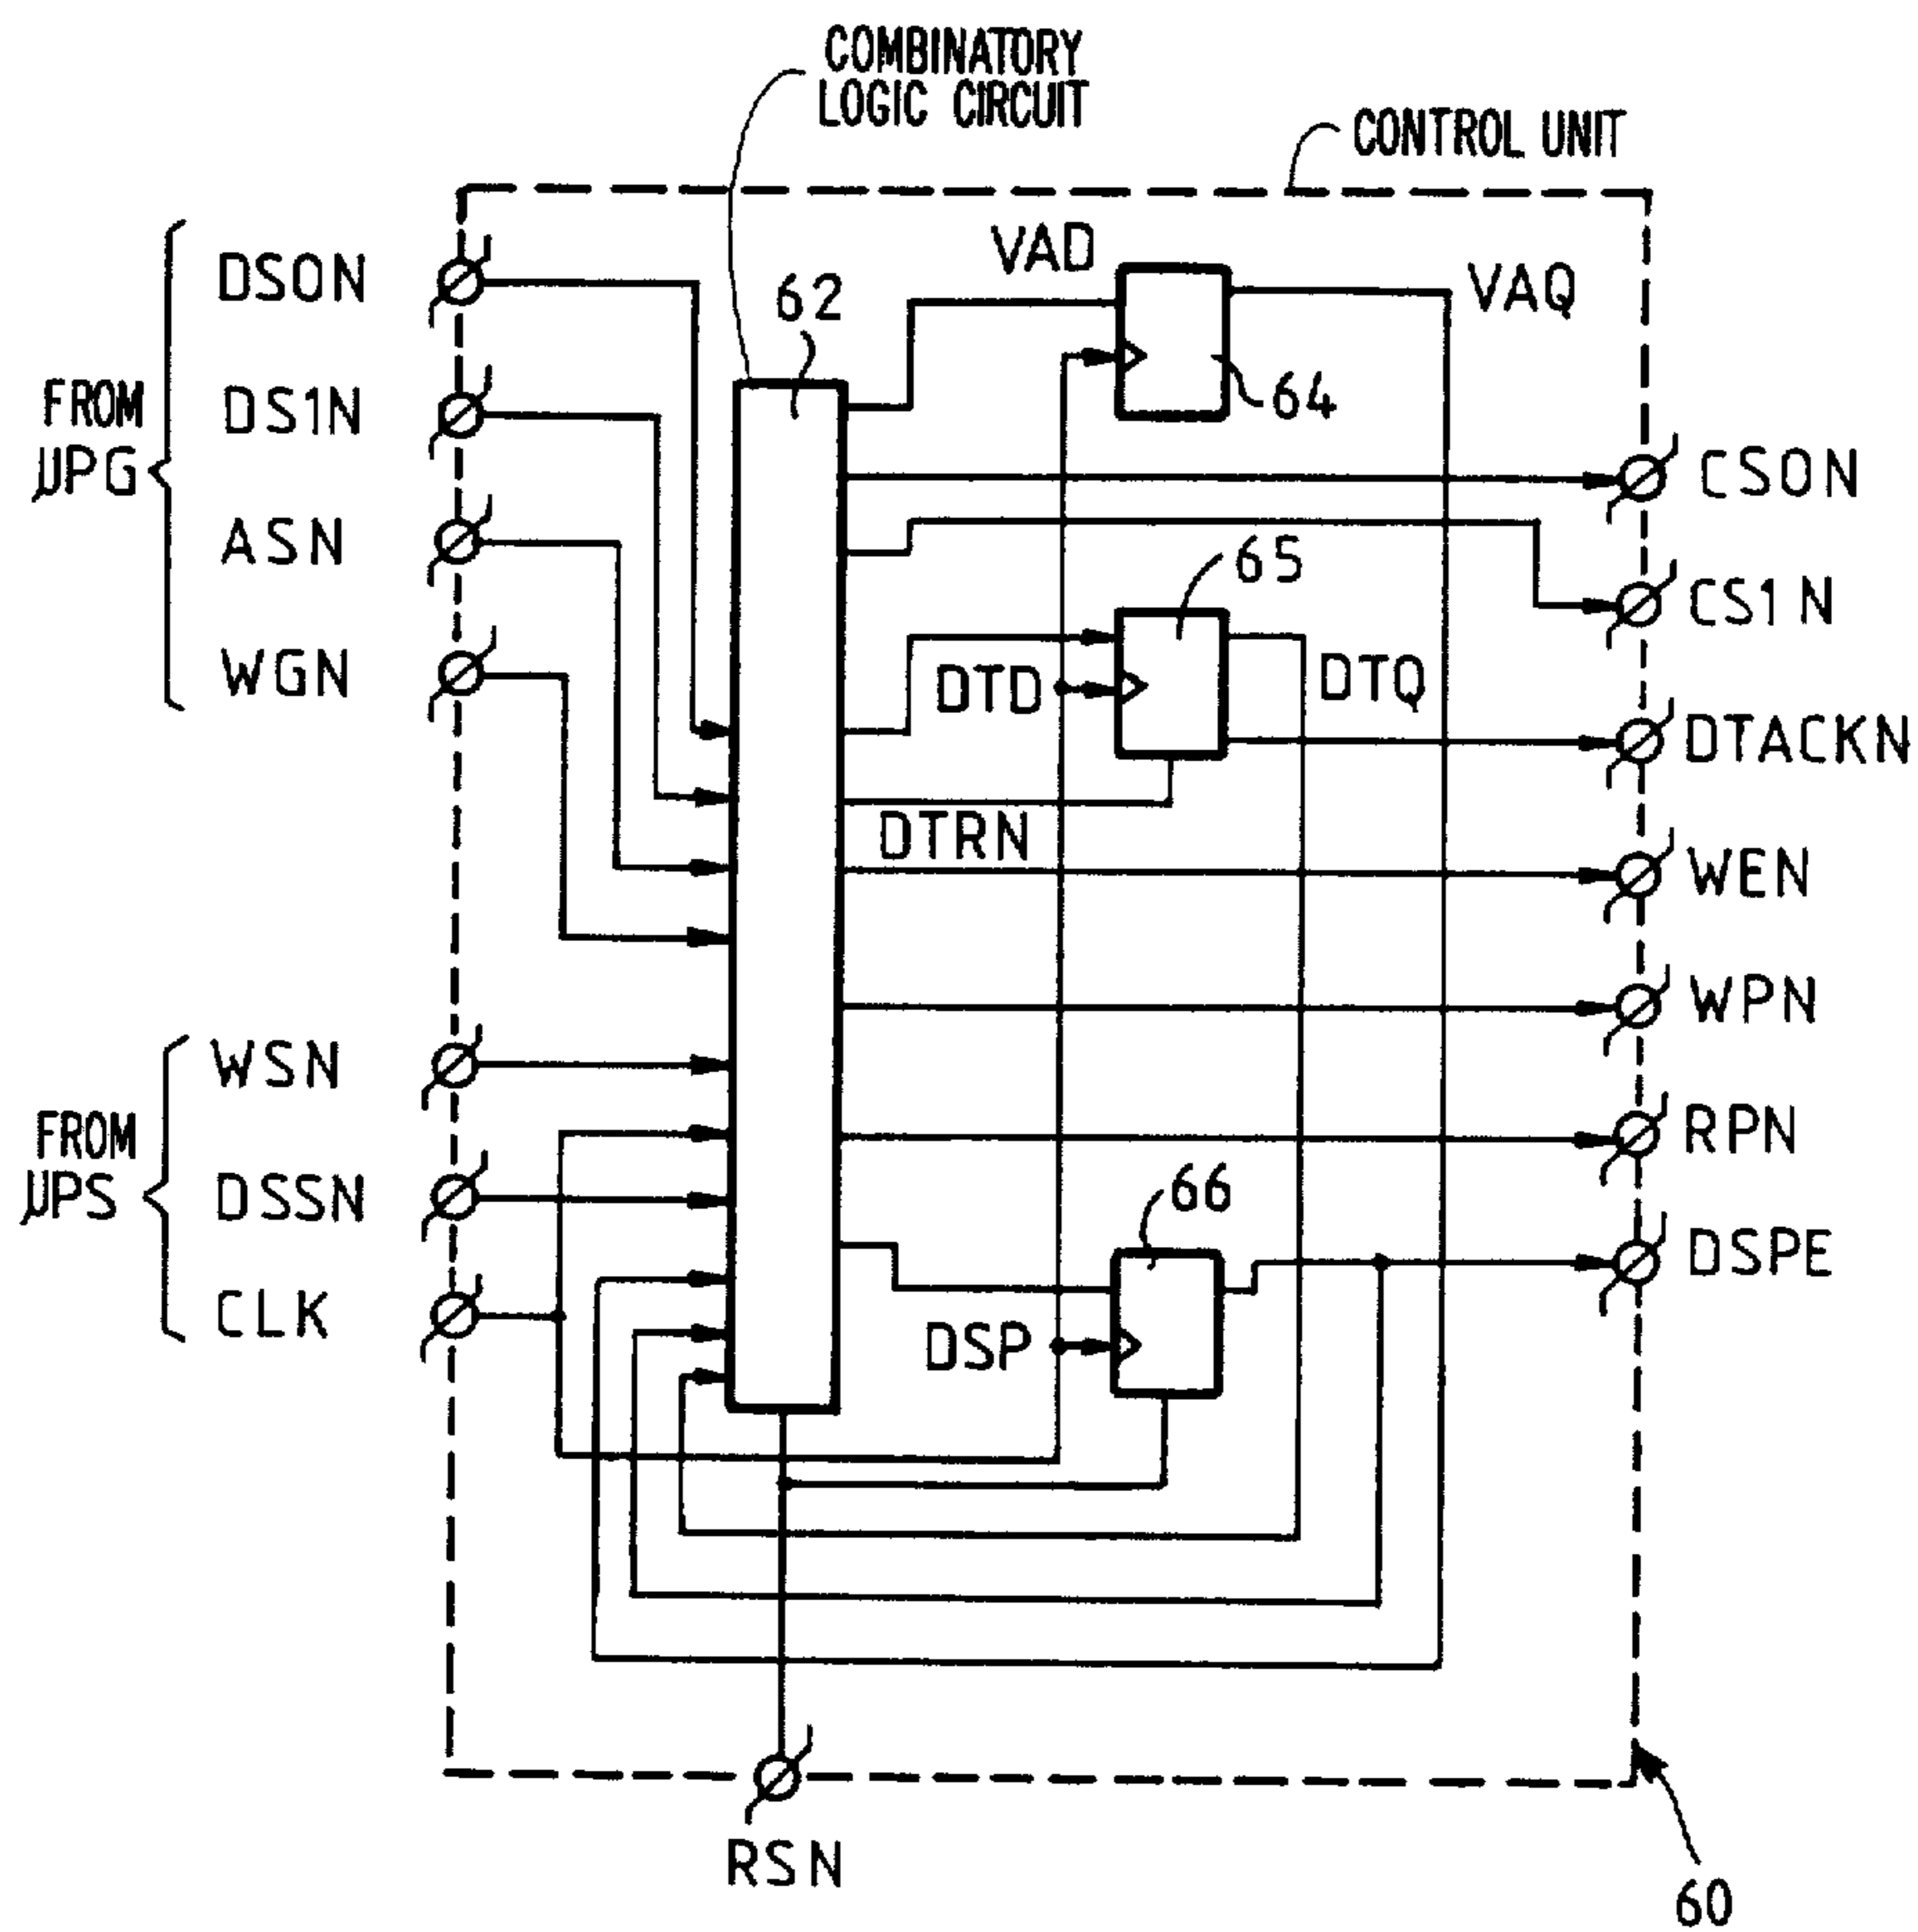 COMBINATORY
LOGIC CIRCUIT
CONTROL UNIT
VAD
VAQ
62
64
DSON
DS1N
ASN
WGN
FROM
µPG
CSON
CS1N
65
DTD
DTQ
DTACKN
DTRN
WEN
WPN
WSN
DSSN
CLK
FROM
µPS
RPN
66
DSPE
DSP
RSN
60